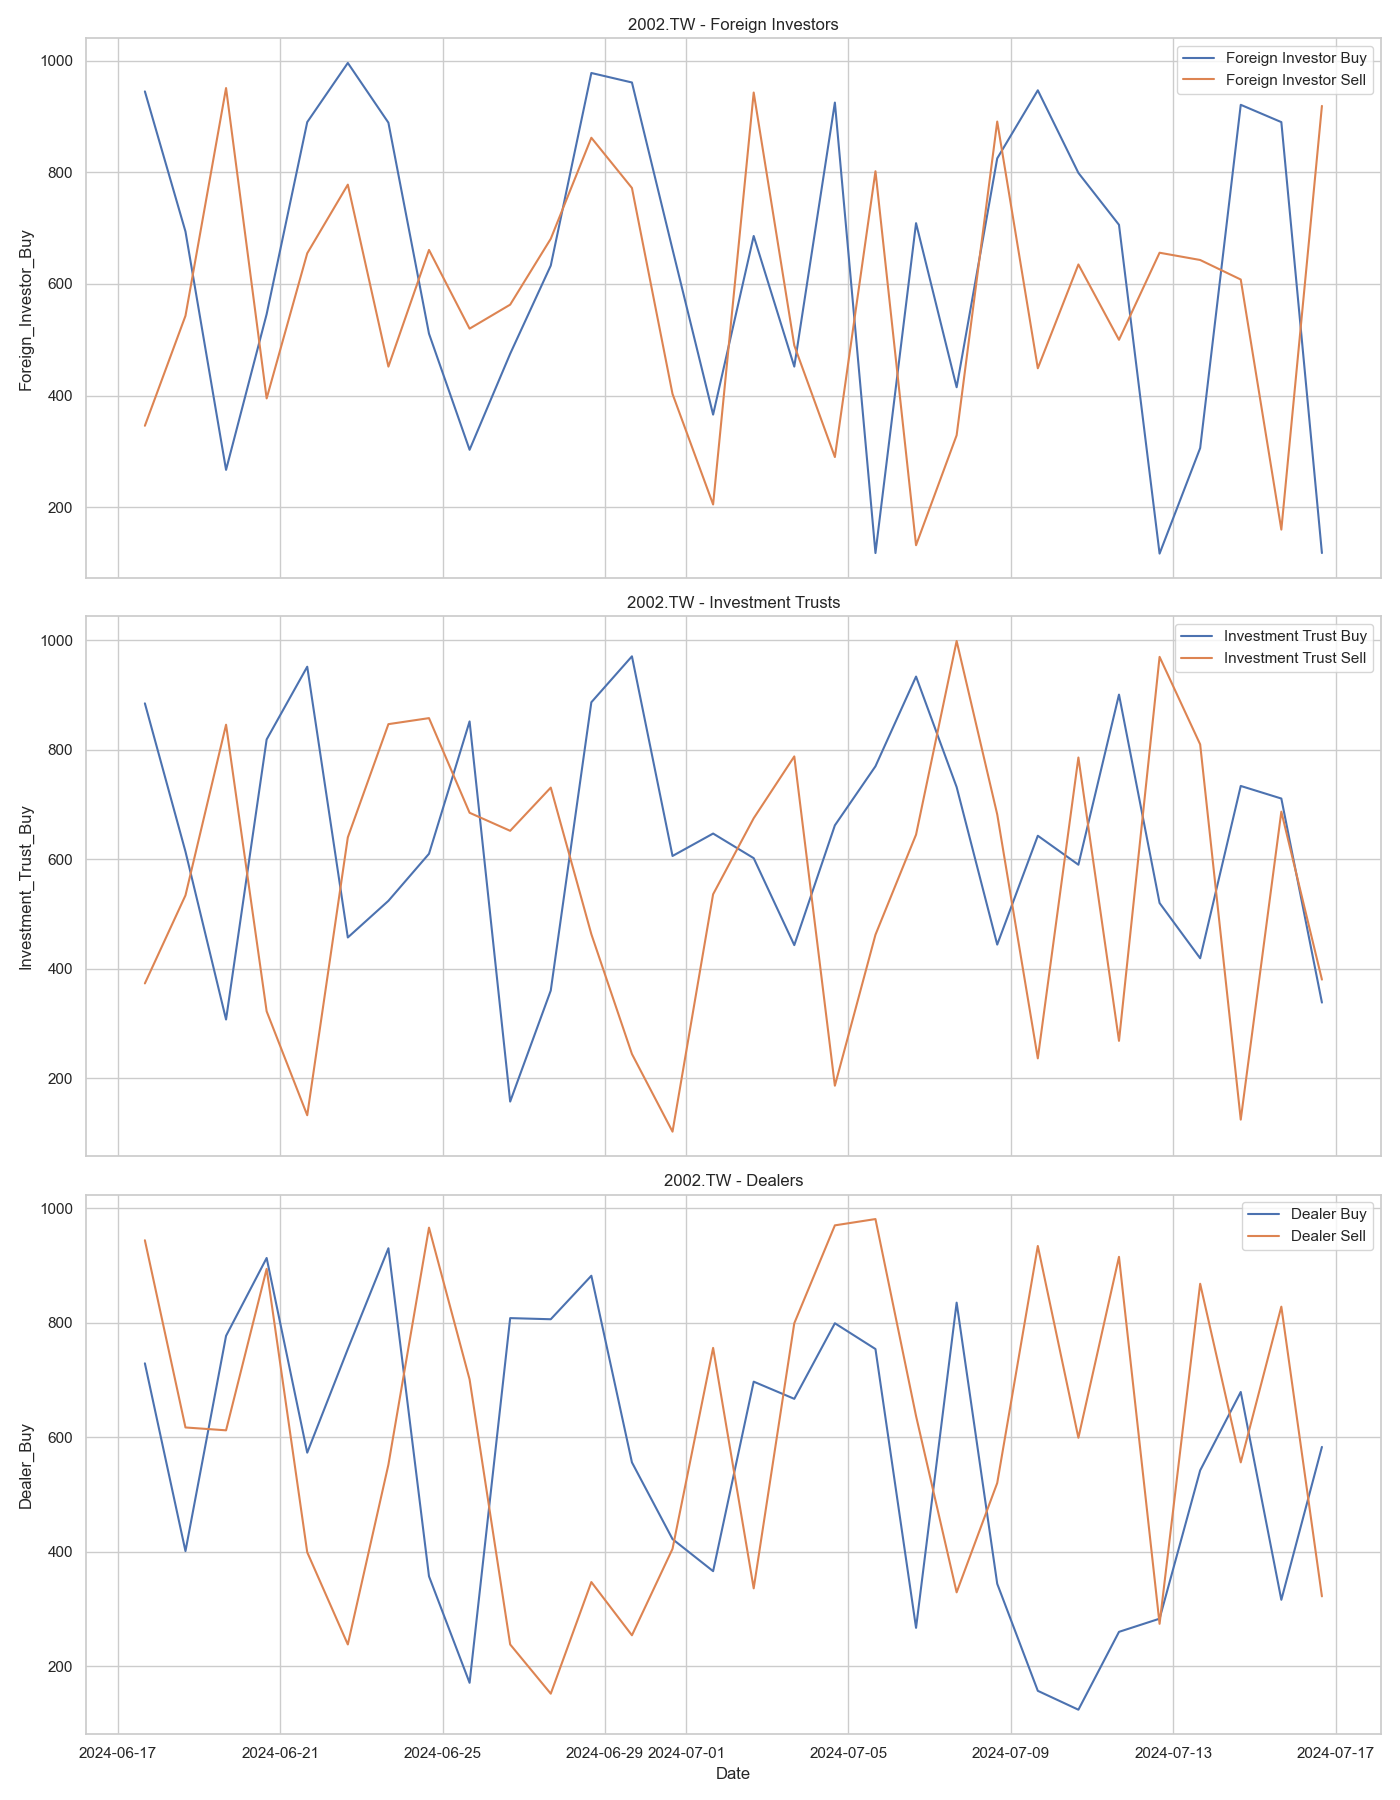 2002.TW - Foreign Investors
Foreign Investor Buy
Foreign Investor Sell
Foreign_Investor_Buy
1000
800
600
400
200
2002.TW - Investment Trusts
Investment Trust Buy
Investment Trust Sell
Investment_Trust_Buy
1000
800
600
400
200
2002.TW - Dealers
Dealer Buy
Dealer Sell
Dealer_Buy
1000
800
600
400
200
2024-06-17 2024-06-21 2024-06-25 2024-06-29 2024-07-01 2024-07-05 2024-07-09 2024-07-13 2024-07-17
Date